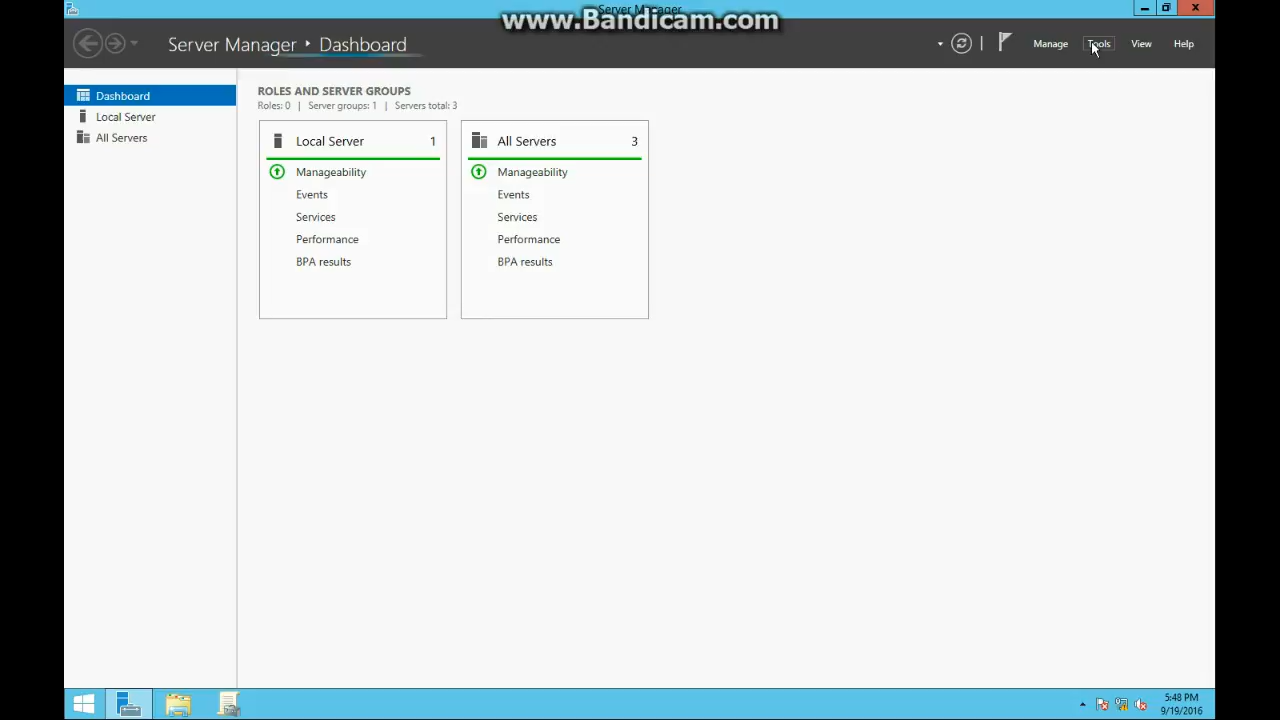 Server Manager
www.Bandicam.com
Server Manager Dashboard
Manage Tools View Help
Dashboard
Local Server
All Servers
ROLES AND SERVER GROUPS
Roles: 0 | Server groups: 1 | Servers total: 3
Local Server 1
Manageability
Events
Services
Performance
BPA results
All Servers 3
Manageability
Events
Services
Performance
BPA results
5:48 PM
9/19/2016